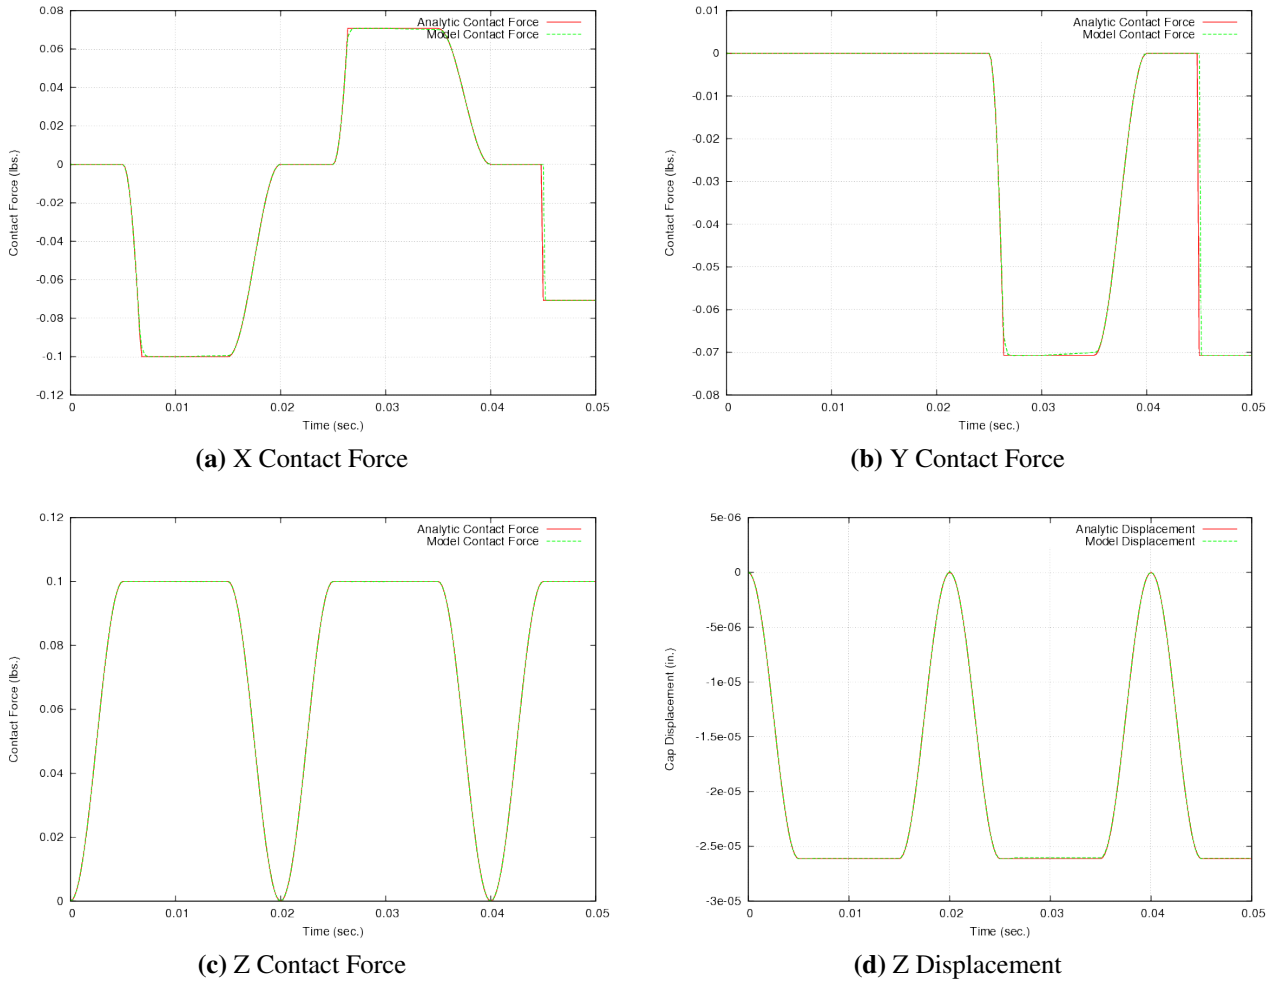 0.08
0.06
0.04
0.02
0
-0.02
-0.04
-0.06
-0.08
-0.1
-0.12
Contact Force (lbs.)
Analytic Contact Force
Model Contact Force
0 0.01 0.02 0.03 0.04 0.05
Time (sec.)
(a) X Contact Force
0.01
0
-0.01
-0.02
-0.03
-0.04
-0.05
-0.06
-0.07
-0.08
Contact Force (lbs.)
Analytic Contact Force
Model Contact Force
0 0.01 0.02 0.03 0.04 0.05
Time (sec.)
(b) Y Contact Force
0.12
0.1
0.08
0.06
0.04
0.02
0
Contact Force (lbs.)
Analytic Contact Force
Model Contact Force
0 0.01 0.02 0.03 0.04 0.05
Time (sec.)
(c) Z Contact Force
5e-06
0
-5e-06
-1e-05
-1.5e-05
-2e-05
-2.5e-05
-3e-05
Cap Displacement (in.)
Analytic Displacement
Model Displacement
0 0.01 0.02 0.03 0.04 0.05
Time (sec.)
(d) Z Displacement